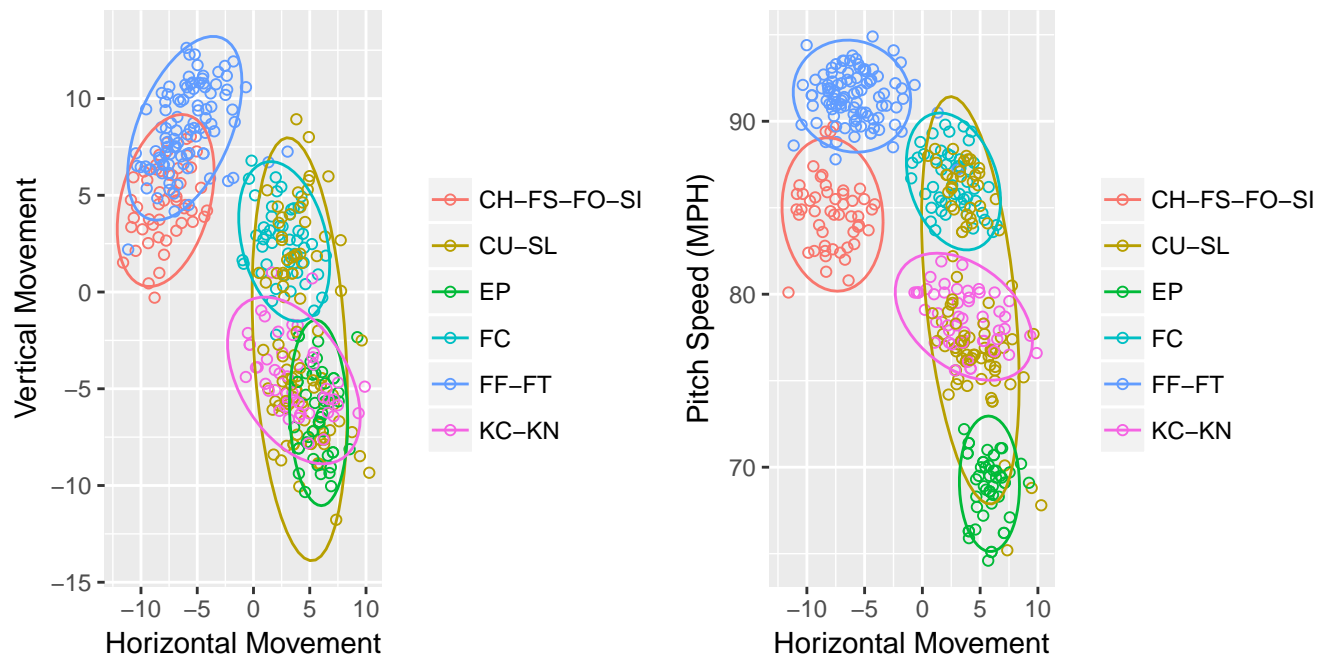 Vertical Movement
10
5
0
−5
−10
−15
−10 −5 0 5 10
Horizontal Movement
CH−FS−FO−SI
CU−SL
EP
FC
FF−FT
KC−KN
Pitch Speed (MPH)
90
80
70
−10 −5 0 5 10
Horizontal Movement
CH−FS−FO−SI
CU−SL
EP
FC
FF−FT
KC−KN